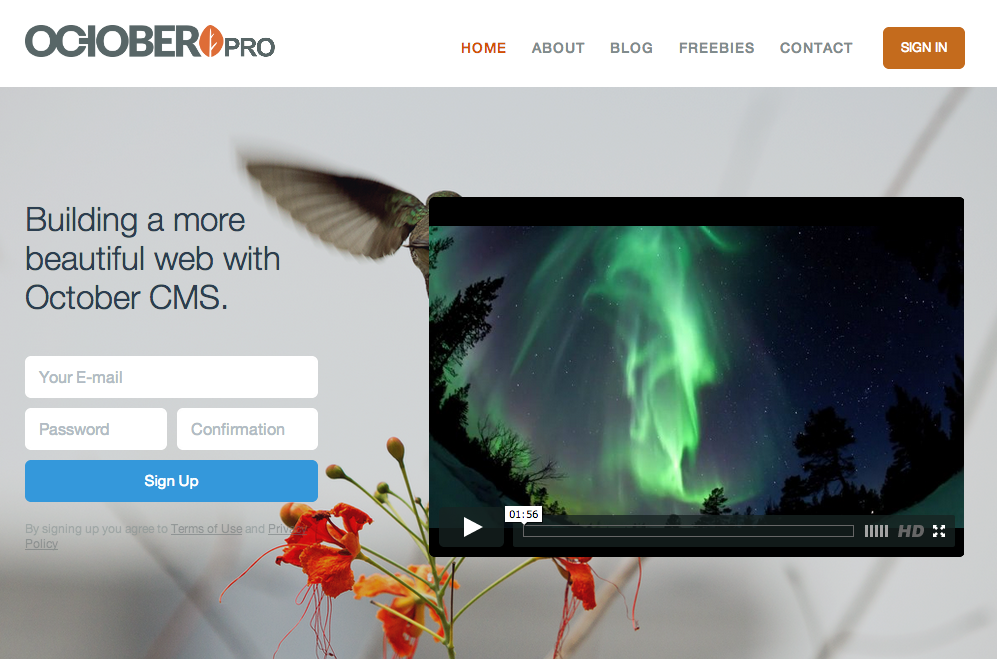 OCTOBER PRO
HOME ABOUT BLOG FREEBIES CONTACT SIGN IN
Building a more
beautiful web with
October CMS.
Your E-mail
Password Confirmation
Sign Up
By signing up you agree to Terms of Use and Privacy
Policy
01:56
HD